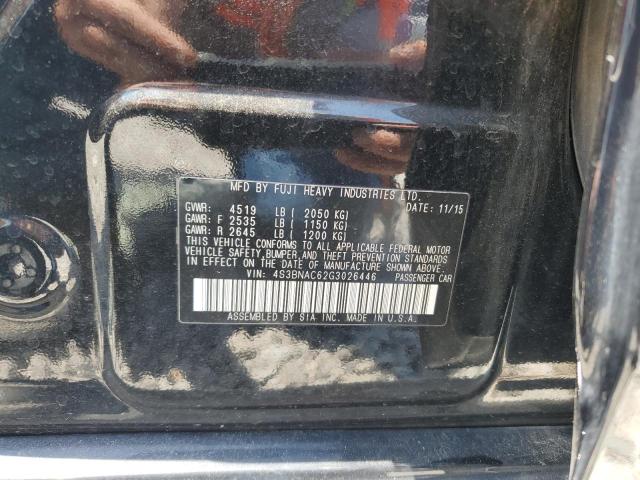 MFD BY FUJI HEAVY INDUSTRIES LTD.
GVWR: 4519 LB ( 2050 KG) DATE: 11/15
GAWR: F 2535 LB ( 1150 KG)
GAWR: R 2645 LB ( 1200 KG)
THIS VEHICLE CONFORMS TO ALL APPLICABLE FEDERAL MOTOR
VEHICLE SAFETY,BUMPER,AND THEFT PREVENTION STANDARDS
IN EFFECT ON THE DATE OF MANUFACTURE SHOWN ABOVE.
VIN: 4S3BNAC62G3026446 PASSENGER CAR
ASSEMBLED BY SIA INC. MADE IN U.S.A.